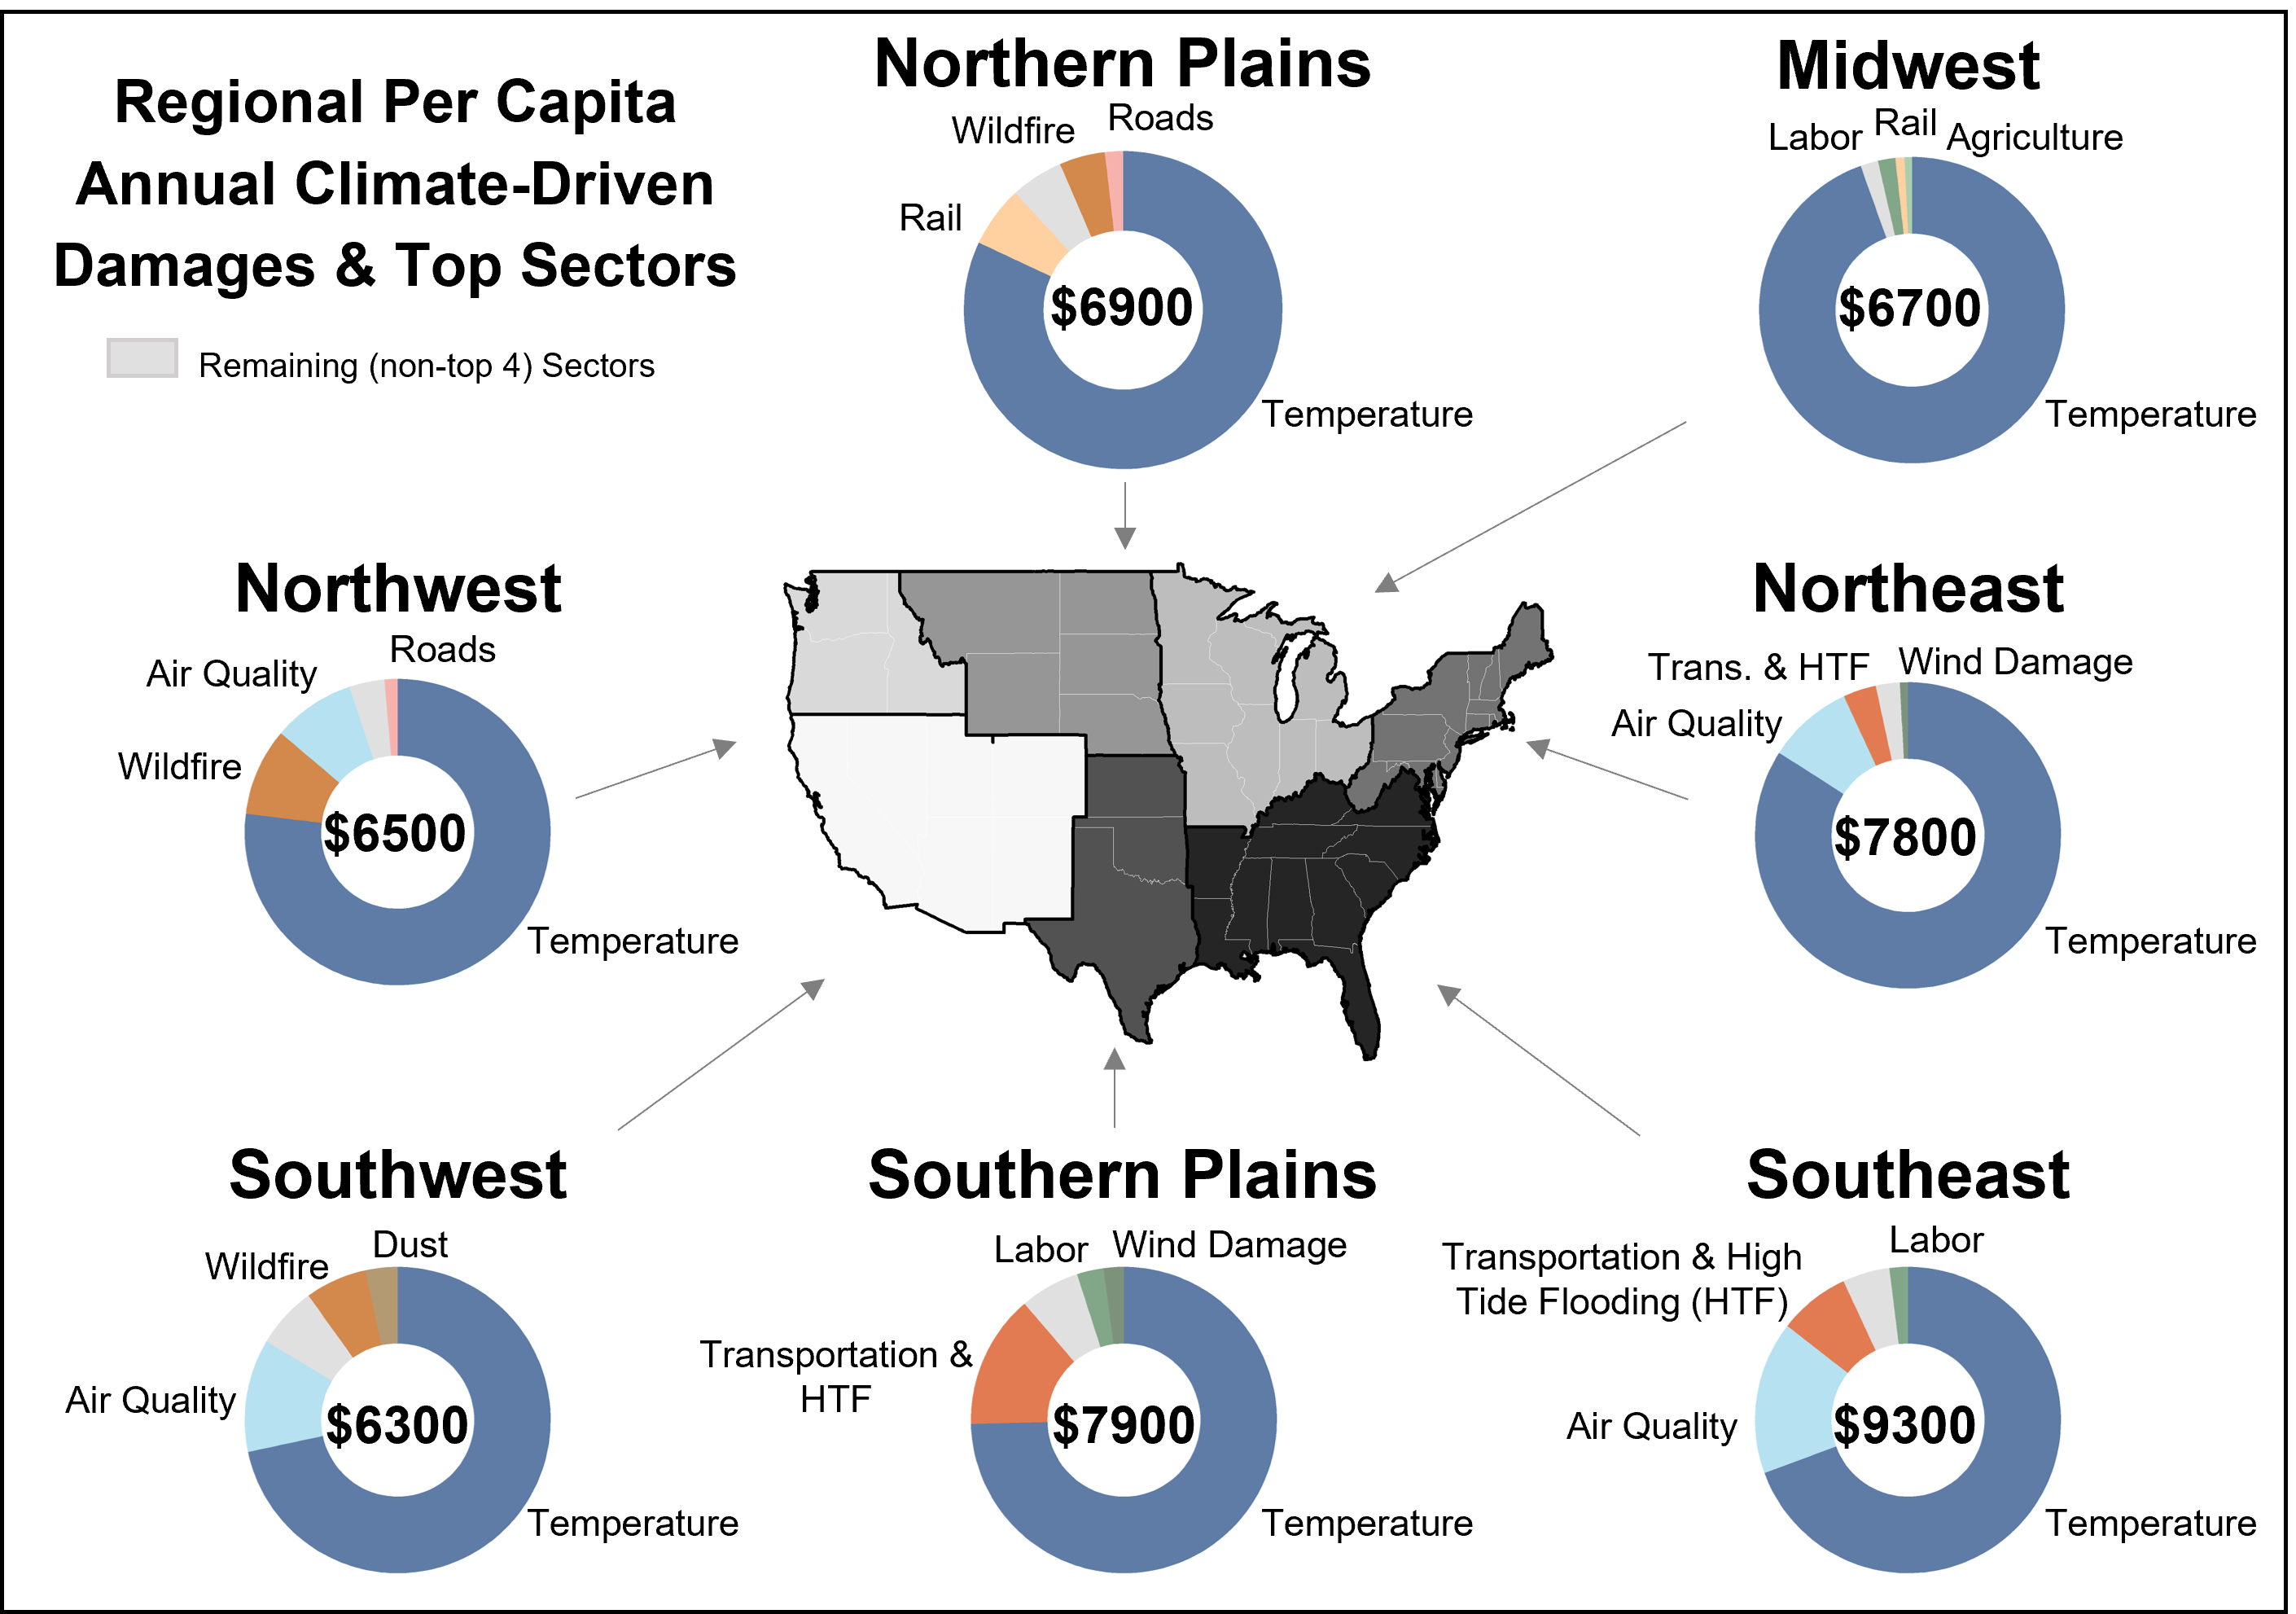 Regional Per Capita
Annual Climate-Driven
Damages & Top Sectors
Remaining (non-top 4) Sectors
Northern Plains
Roads
Wildfire
Rail
$6900
Temperature
Midwest
Labor
Rail
Agriculture
$6700
Temperature
Northwest
Roads
Air Quality
Wildfire
$6500
Temperature
Northeast
Trans. & HTF
Wind Damage
Air Quality
$7800
Temperature
Southwest
Dust
Wildfire
Air Quality
$6300
Temperature
Southern Plains
Labor
Wind Damage
Transportation &
HTF
$7900
Temperature
Southeast
Labor
Transportation & High
Tide Flooding (HTF)
Air Quality
$9300
Temperature